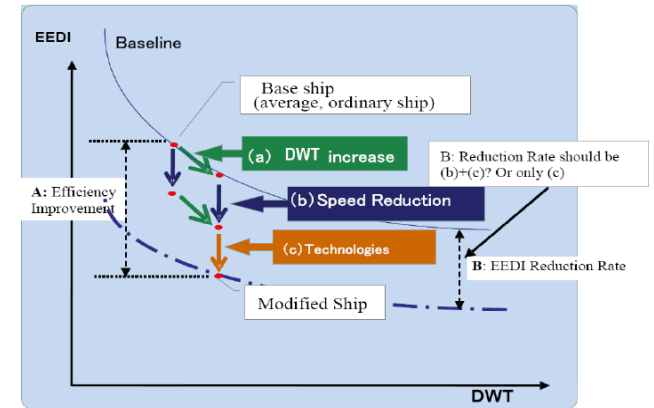 EEDI
Baseline
Base ship
(average, ordinary ship)
(a) DWT increase
B: Reduction Rate should be
(b)+(c)? Or only (c)
A: Efficiency
Improvement
(b)Speed Reduction
(c)Technologies
B: EEDI Reduction Rate
Modified Ship
DWT